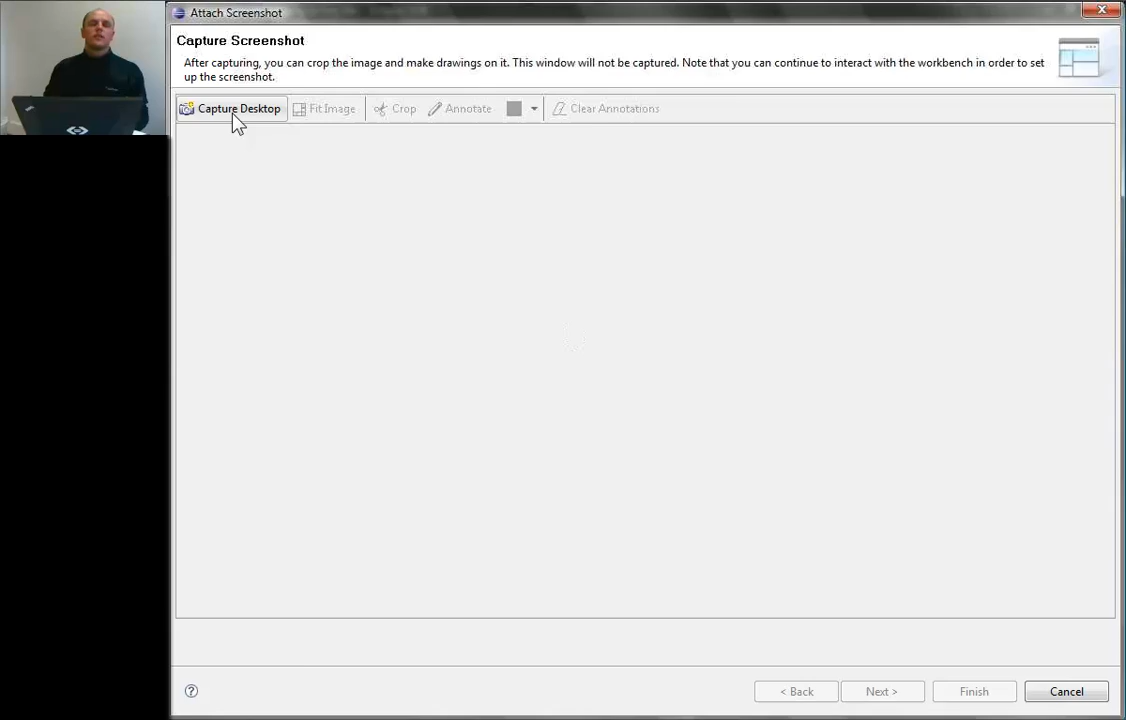 Attach Screenshot
Capture Screenshot
After capturing, you can crop the image and make drawings on it. This window will not be captured. Note that you can continue to interact with the workbench in order to set
up the screenshot.
Capture Desktop Fit Image Crop Annotate Clear Annotations
< Back Next > Finish Cancel